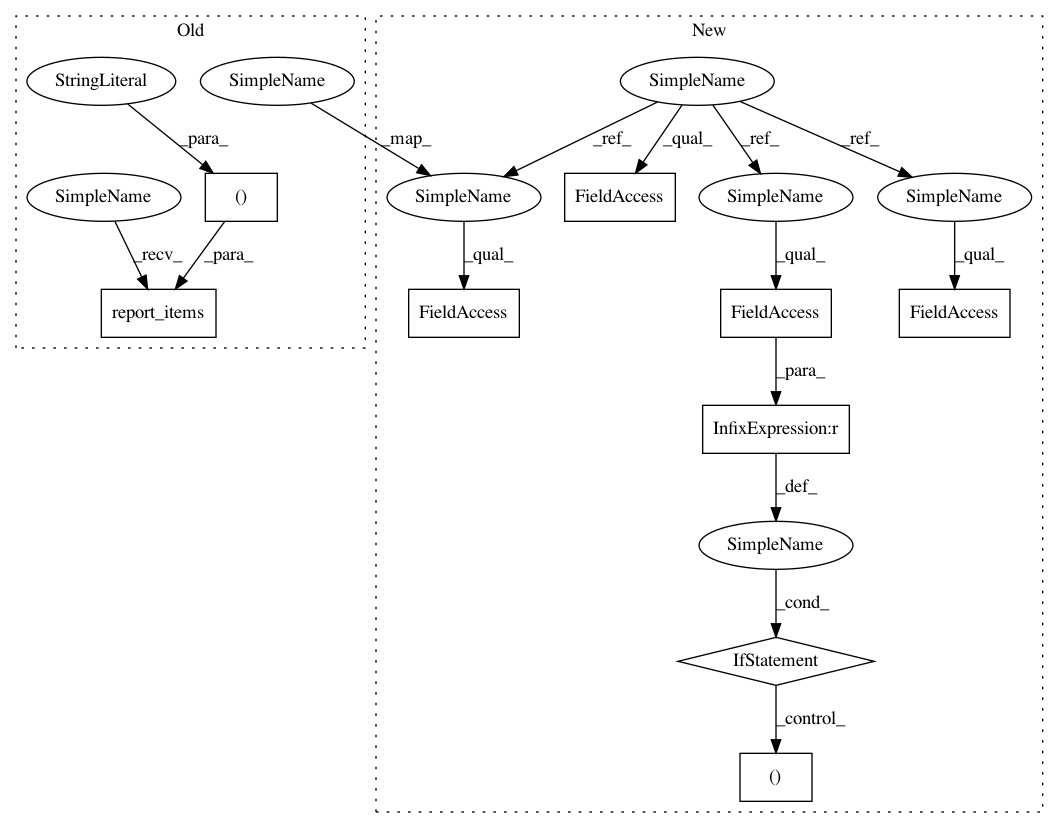 Old
New
StringLiteral
SimpleName
SimpleName
_para_
_map_
_ref_
_qual_
_ref_
_ref_
SimpleName
()
SimpleName
FieldAccess
SimpleName
SimpleName
_recv_
_para_
_qual_
_qual_
_qual_
report_items
FieldAccess
FieldAccess
FieldAccess
_para_
InfixExpression:r
_def_
SimpleName
_cond_
IfStatement
_control_
()